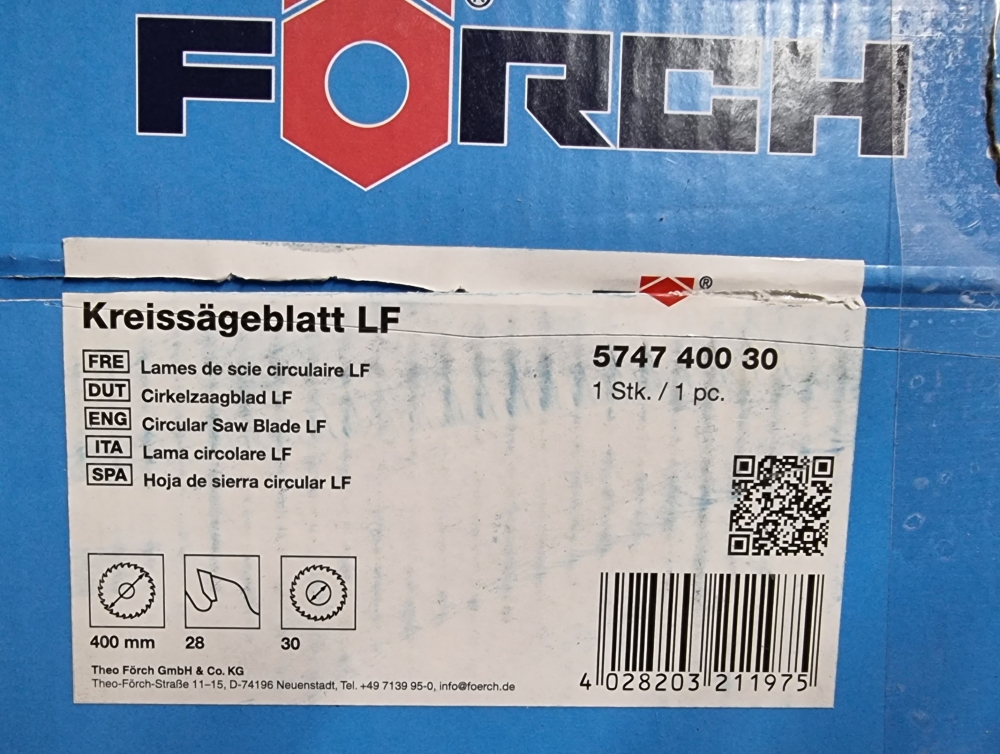 FÖRCH®
®
Kreissägeblatt LF
FRE Lames de scie circulaire LF
DUT Cirkelzaagblad LF
ENG Circular Saw Blade LF
ITA Lama circolare LF
SPA Hoja de sierra circular LF
5747 400 30
1 Stk. / 1 pc.
400 mm 28 30
Theo Förch GmbH & Co. KG
Theo-Förch-Straße 11–15, D-74196 Neuenstadt, Tel. +49 7139 95-0, info@foerch.de
4 028203 211975